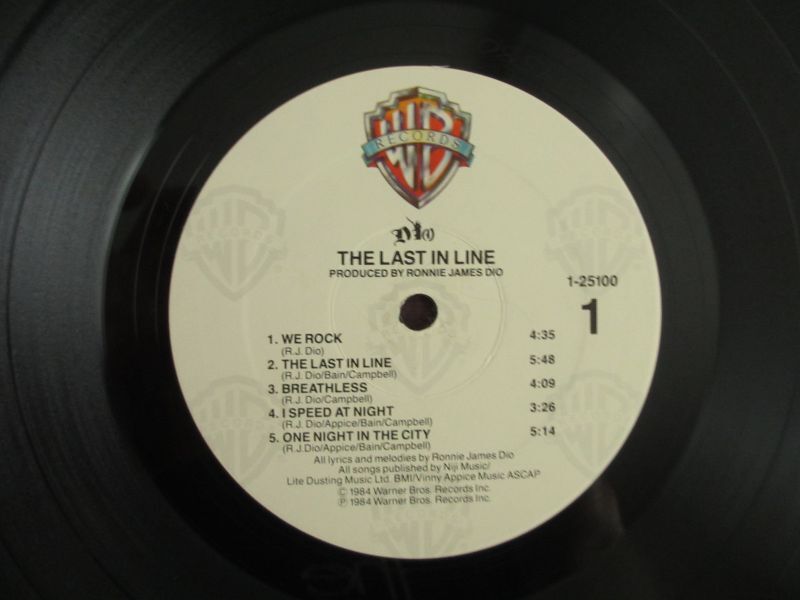 WB
RECORDS
DIO
THE LAST IN LINE
PRODUCED BY RONNIE JAMES DIO
1-25100
1
1. WE ROCK 4:35
(R.J. Dio)
2. THE LAST IN LINE 5:48
(R.J. Dio/Bain/Campbell)
3. BREATHLESS 4:09
(R.J. Dio/Campbell)
4. I SPEED AT NIGHT 3:26
(R.J. Dio/Appice/Bain/Campbell)
5. ONE NIGHT IN THE CITY 5:14
(R.J.Dio/Appice/Bain/Campbell)
All lyrics and melodies by Ronnie James Dio
All songs published by Niji Music/
Lite Dusting Music Ltd. BMI/Vinny Appice Music ASCAP
© 1984 Warner Bros. Records Inc.
℗ 1984 Warner Bros. Records Inc.